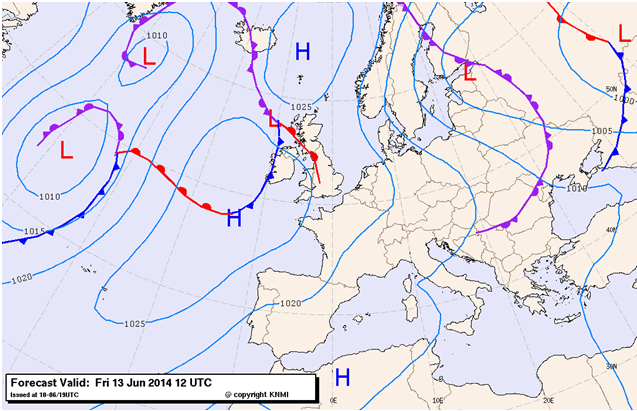 1010
L
H
L
50N
1000
1025
L
1005
L
H
1010
1010
1015
40N
1020
1020
1025
30N
Forecast Valid: Fri 13 Jun 2014 12 UTC
Issued at 10-06/19UTC @ copyright KNMI
H
0E
10E
20E